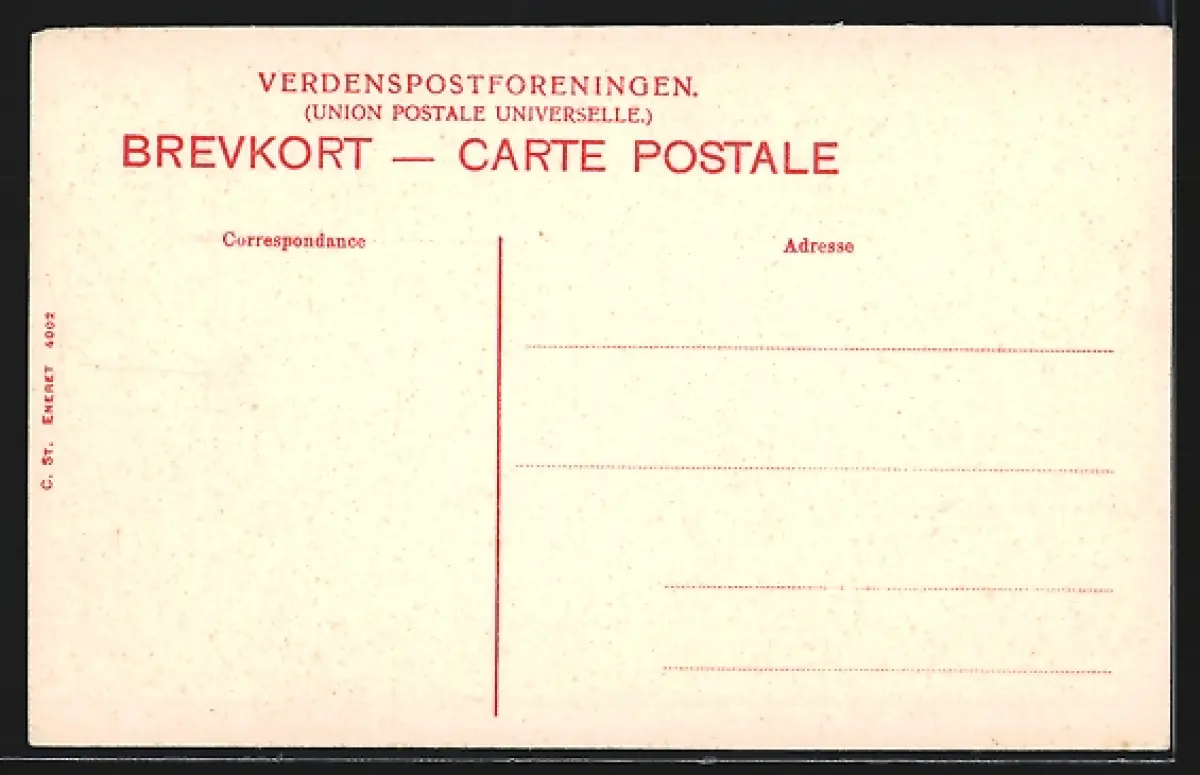 VERDENSPOSTFORENINGEN.
(UNION POSTALE UNIVERSELLE.)
BREVKORT — CARTE POSTALE
Correspondance
Adresse
C. ST. ENERET 4002